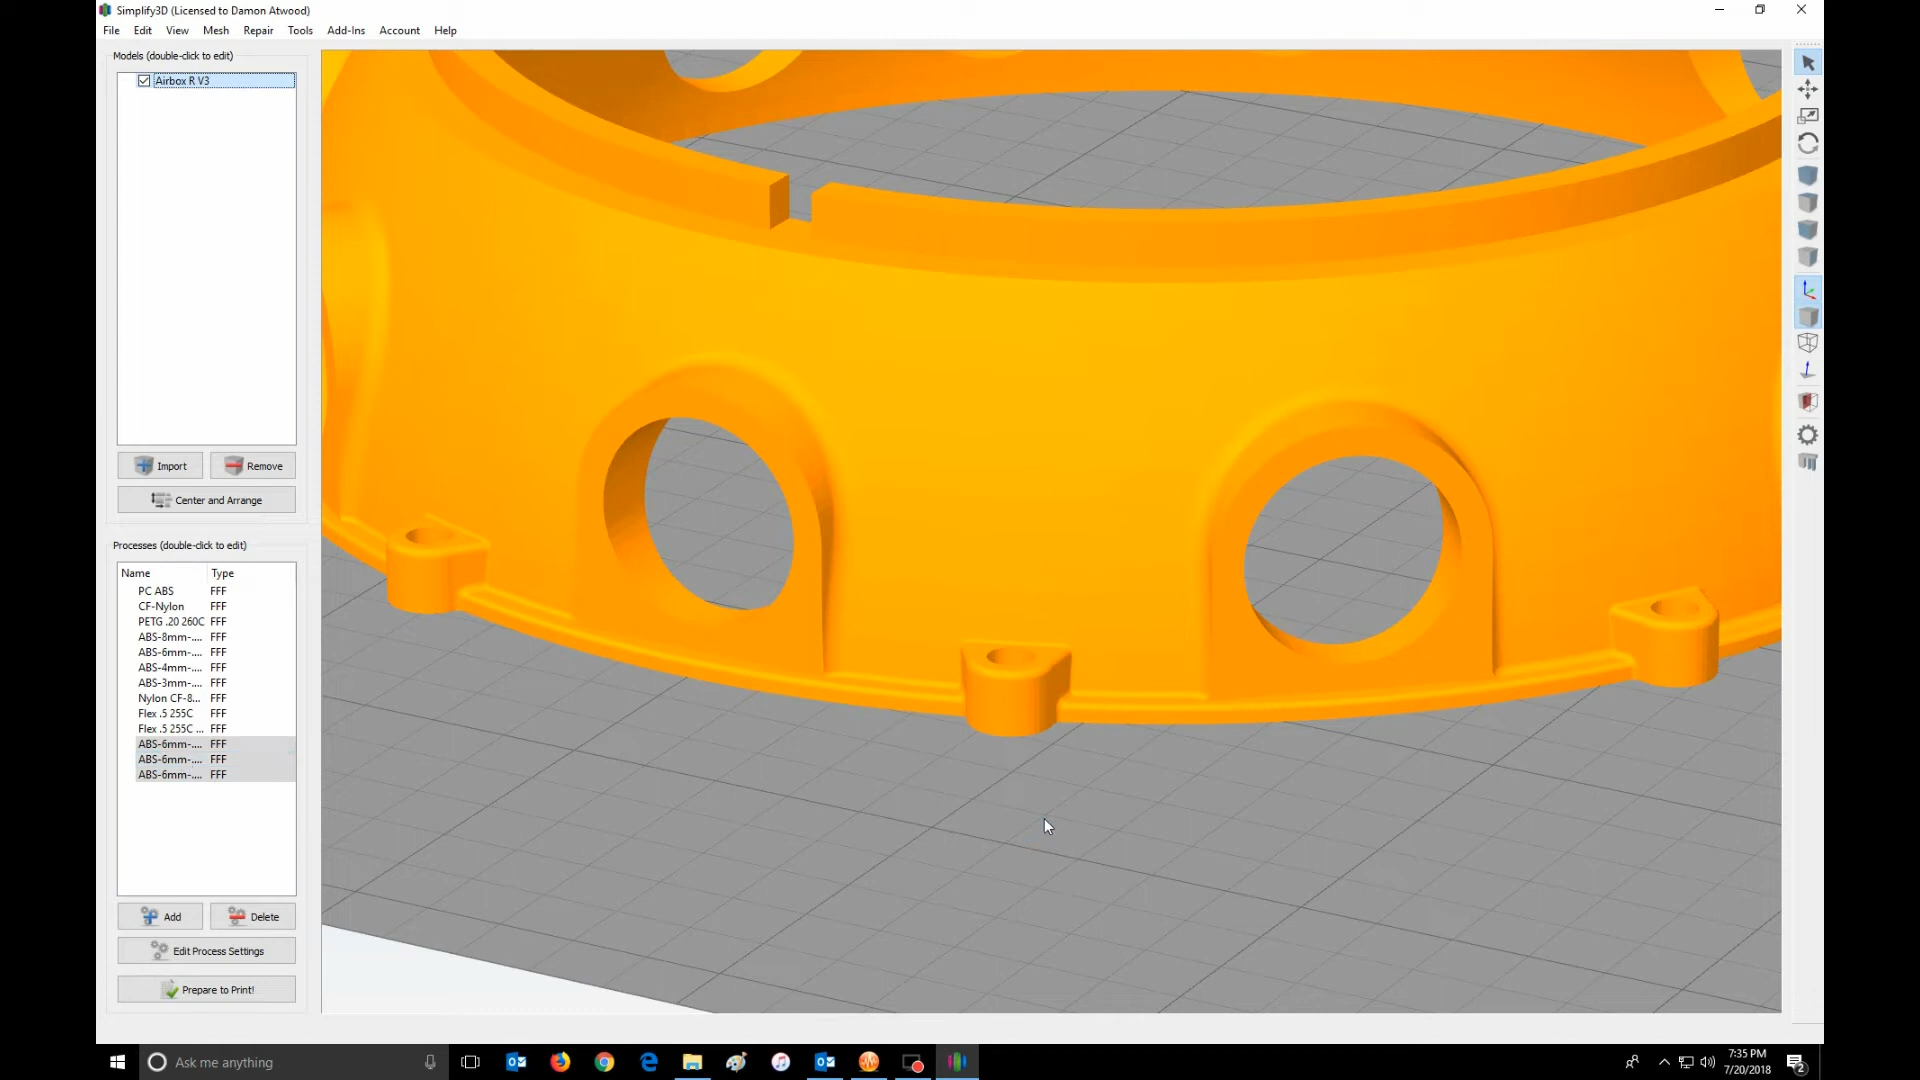 Simplify3D (Licensed to Damon Atwood)
File Edit View Mesh Repair Tools Add-Ins Account Help
Models (double-click to edit)
Airbox R V3
Import Remove
Center and Arrange
Processes (double-click to edit)
Name Type
PC ABS FFF
CF-Nylon FFF
PETG .20 260C FFF
ABS-8mm-.... FFF
ABS-6mm-.... FFF
ABS-4mm-.... FFF
ABS-3mm-.... FFF
Nylon CF-8... FFF
Flex .5 255C FFF
Flex .5 255C ... FFF
ABS-6mm-.... FFF
ABS-6mm-.... FFF
ABS-6mm-.... FFF
Add Delete
Edit Process Settings
Prepare to Print!
Ask me anything
7:35 PM
7/20/2018
2